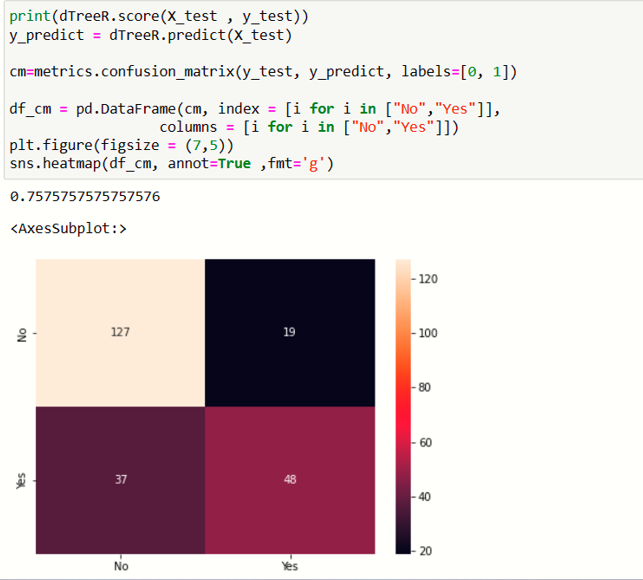 print(dTreeR.score(X_test , y_test))
y_predict = dTreeR.predict(X_test)
cm=metrics.confusion_matrix(y_test, y_predict, labels=[0, 1])
df_cm = pd.DataFrame(cm, index = [i for i in ["No","Yes"]],
columns = [i for i in ["No","Yes"]])
plt.figure(figsize = (7,5))
sns.heatmap(df_cm, annot=True ,fmt='g')
0.7575757575757576
<AxesSubplot:>
120
No
127
19
100
80
60
Yes
37
48
40
20
No
Yes